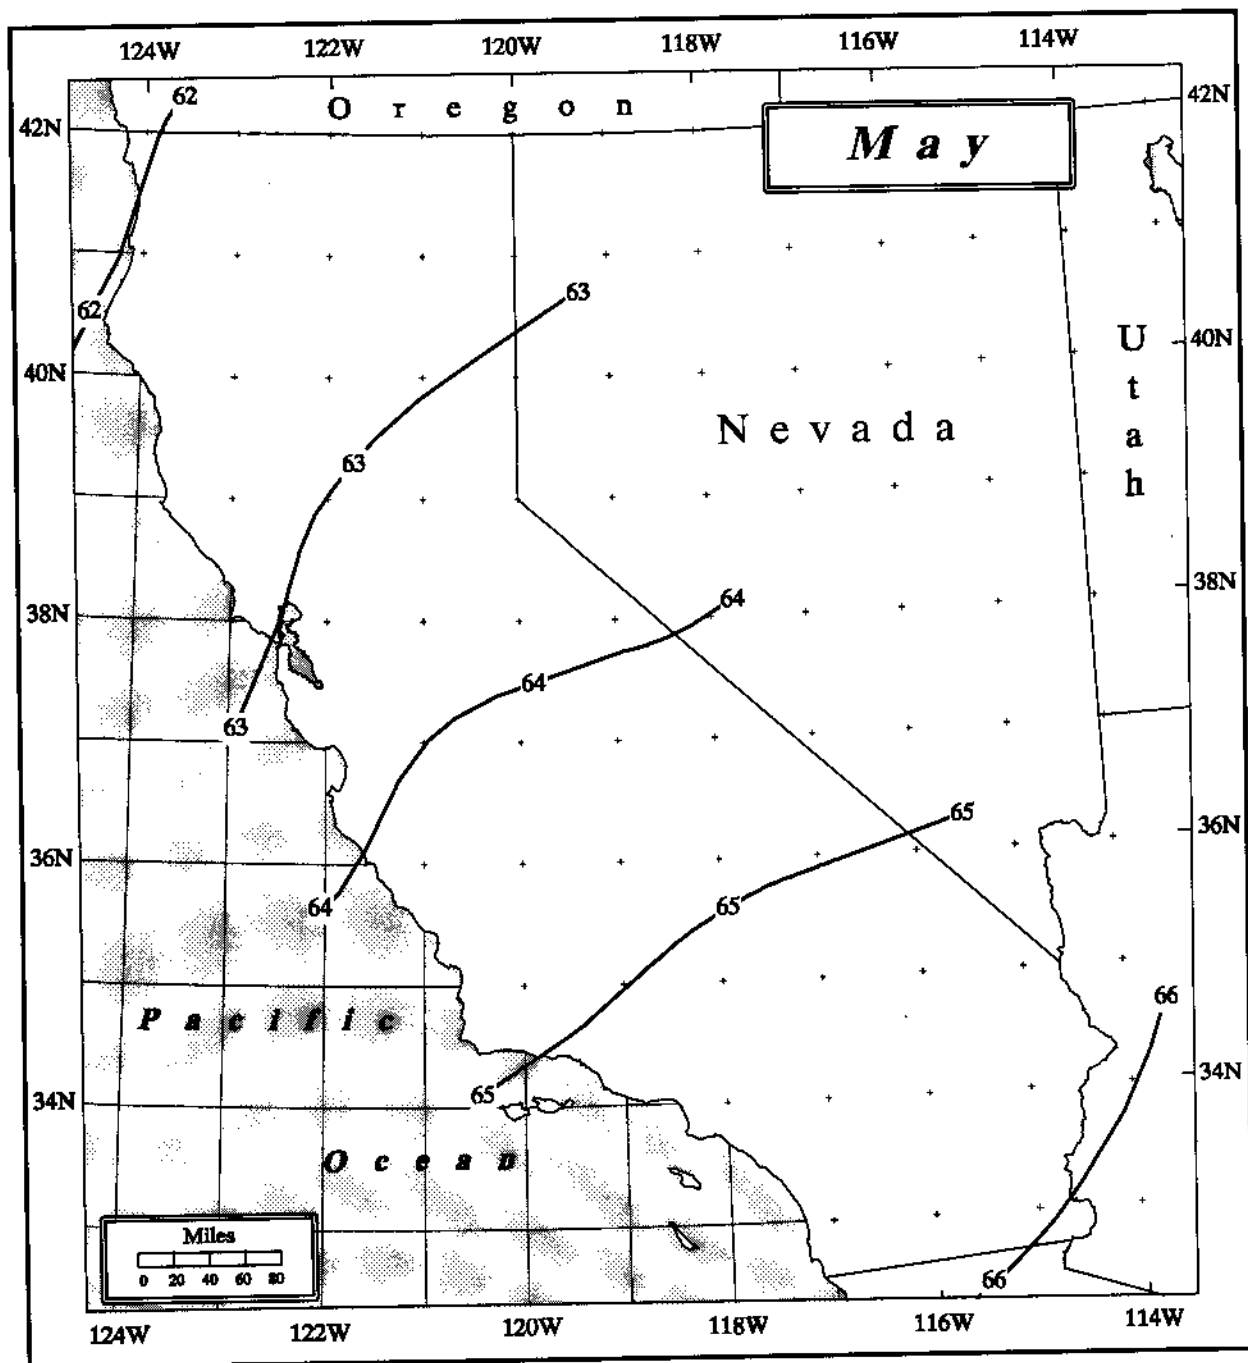 124W 122W 120W 118W 116W 114W
62
O r e g o n
42N
42N
M a y
62
63
40N
40N
U t a h
N e v a d a
63
38N
38N
64
64
63
36N
36N
65
65
64
66
P a c i f i c
34N
34N
65
O c e a n
Miles
0 20 40 60 80
66
124W 122W 120W 118W 116W 114W